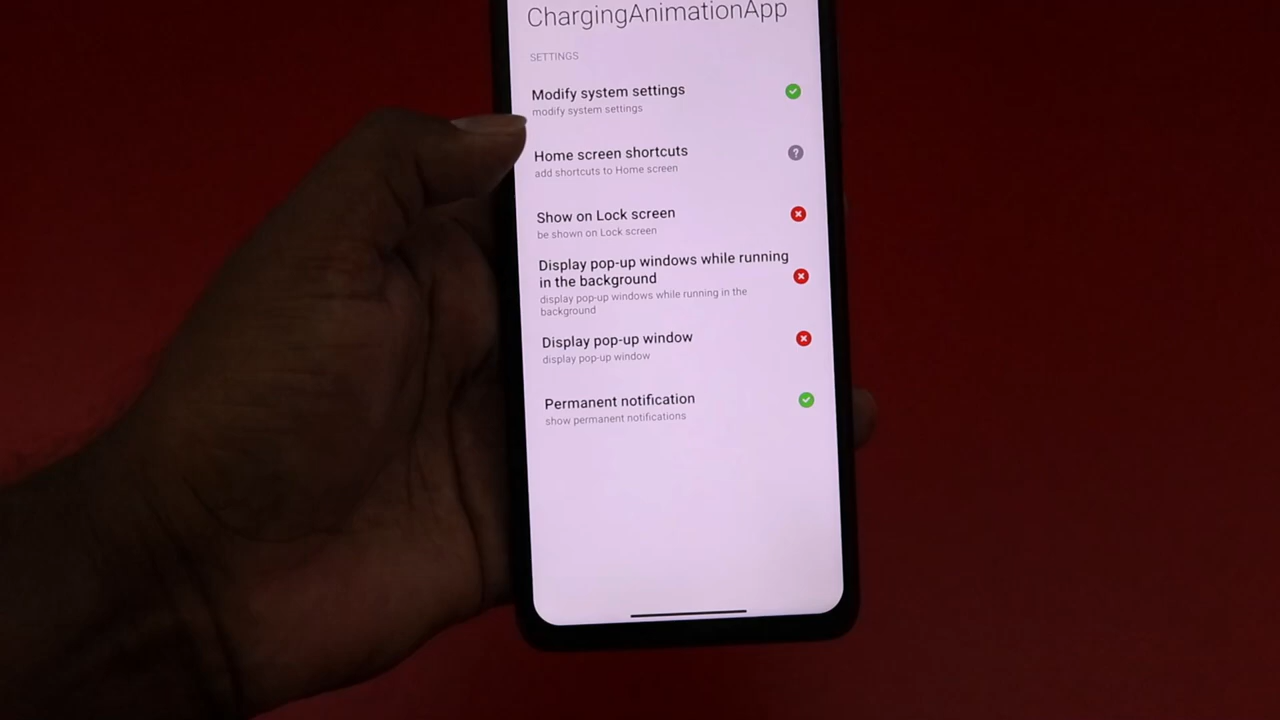 ChargingAnimationApp
SETTINGS
Modify system settings
modify system settings
Home screen shortcuts
add shortcuts to Home screen
Show on Lock screen
be shown on Lock screen
Display pop-up windows while running
in the background
display pop-up windows while running in the
background
Display pop-up window
display pop-up window
Permanent notification
show permanent notifications